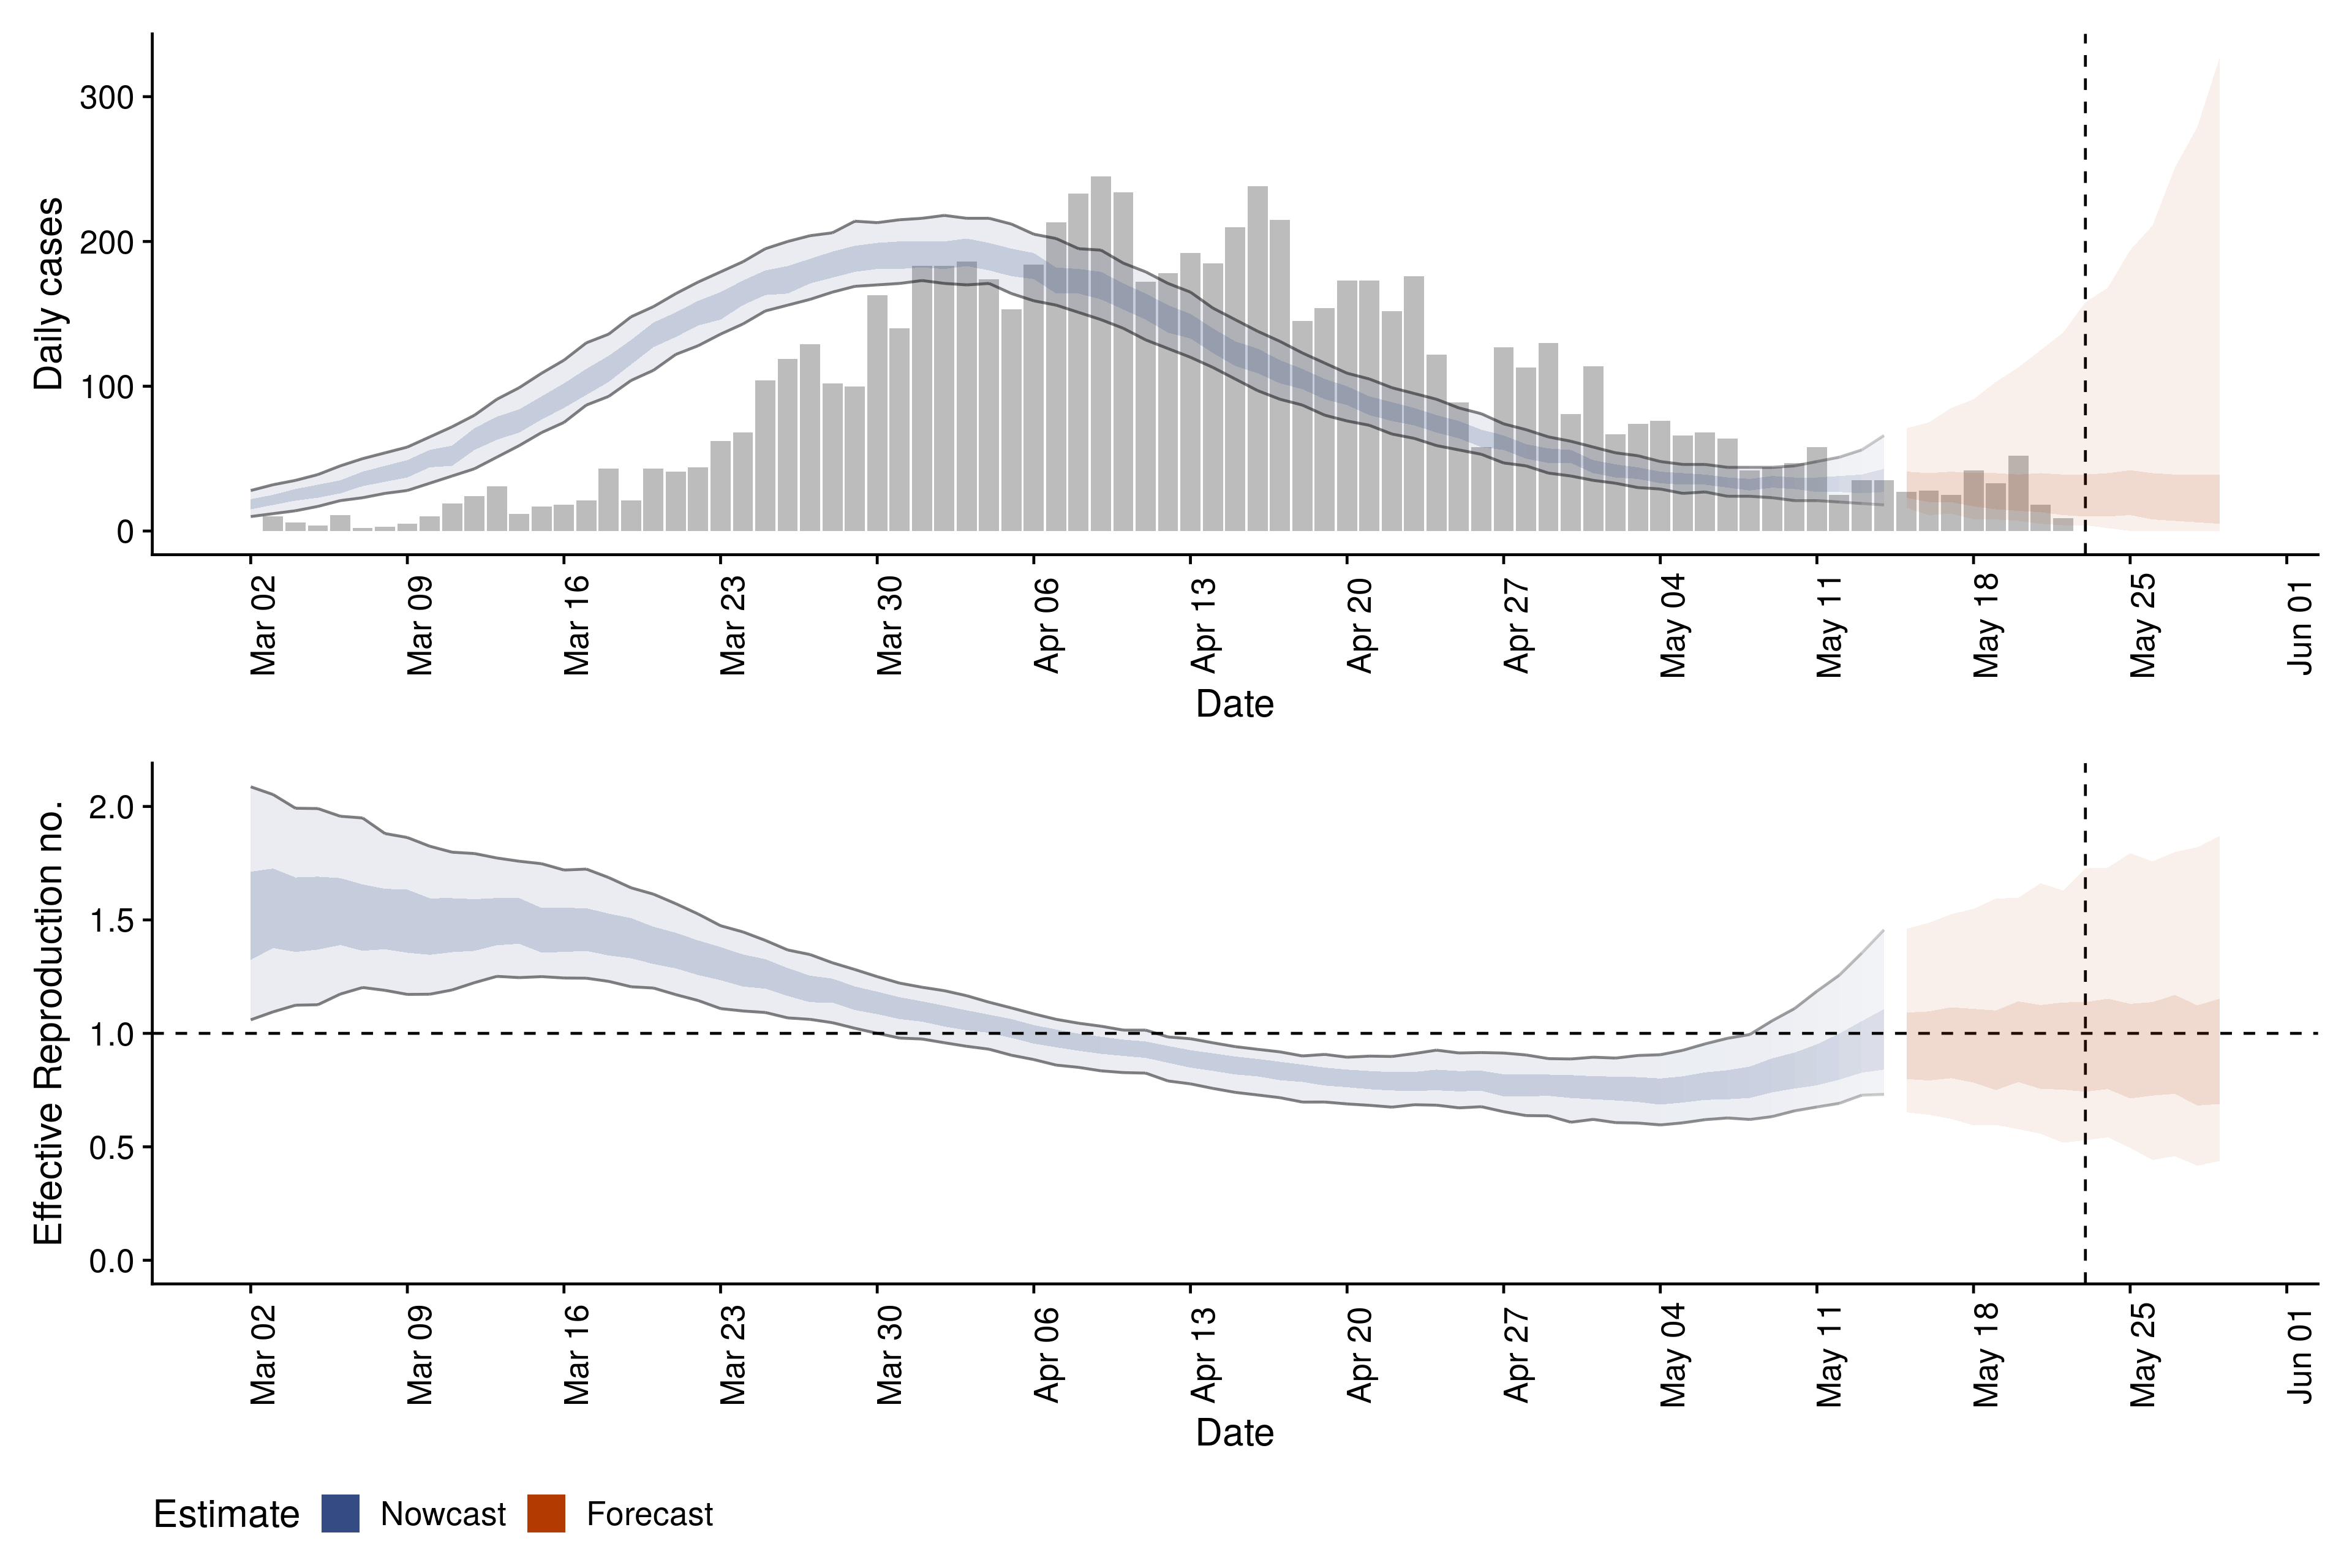 300
200
100
0
Daily cases
Mar 02
Mar 09
Mar 16
Mar 23
Mar 30
Apr 06
Apr 13
Apr 20
Apr 27
May 04
May 11
May 18
May 25
Jun 01
Date
2.0
1.5
1.0
0.5
0.0
Effective Reproduction no.
Mar 02
Mar 09
Mar 16
Mar 23
Mar 30
Apr 06
Apr 13
Apr 20
Apr 27
May 04
May 11
May 18
May 25
Jun 01
Date
Estimate Nowcast Forecast